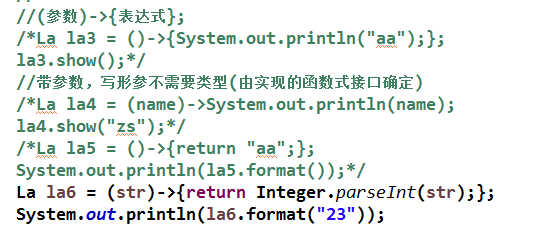 //(参数)->{表达式};
/*La la3 = ()->{System.out.println("aa");};
la3.show();*/
//带参数，写形参不需要类型(由实现的函数式接口确定)
/*La la4 = (name)->System.out.println(name);
la4.show("zs");*/
/*La la5 = ()->{return "aa";};
System.out.println(la5.format());*/
La la6 = (str)->{return Integer.parseInt(str);};
System.out.println(la6.format("23"));